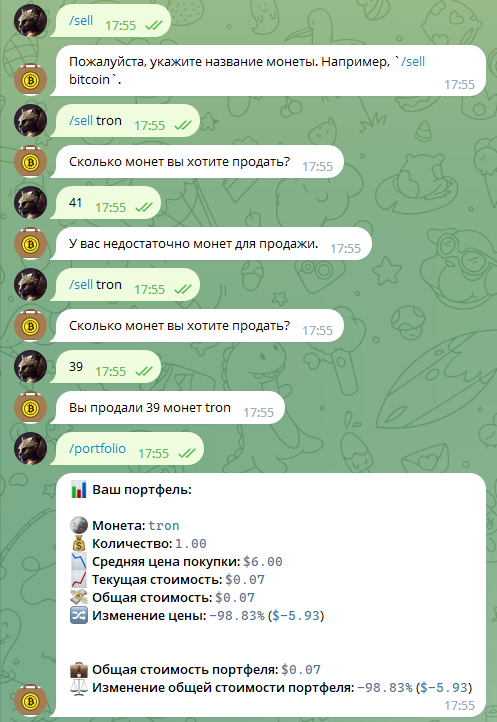 /sell 17:55
Пожалуйста, укажите название монеты. Например, `/sell
bitcoin`. 17:55
/sell tron 17:55
Сколько монет вы хотите продать? 17:55
41 17:55
У вас недостаточно монет для продажи. 17:55
/sell tron 17:55
Сколько монет вы хотите продать? 17:55
39 17:55
Вы продали 39 монет tron 17:55
/portfolio 17:55
Ваш портфель:
Монета: tron
Количество: 1.00
Средняя цена покупки: $6.00
Текущая стоимость: $0.07
Общая стоимость: $0.07
Изменение цены: -98.83% ($-5.93)
Общая стоимость портфеля: $0.07
Изменение общей стоимости портфеля: -98.83% ($-5.93)
17:55